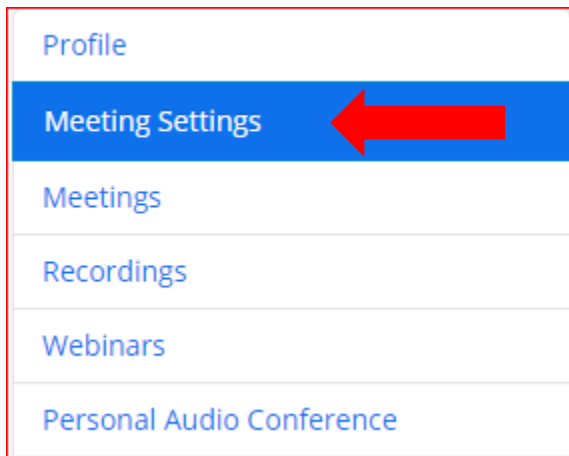 Profile
Meeting Settings
Meetings
Recordings
Webinars
Personal Audio Conference